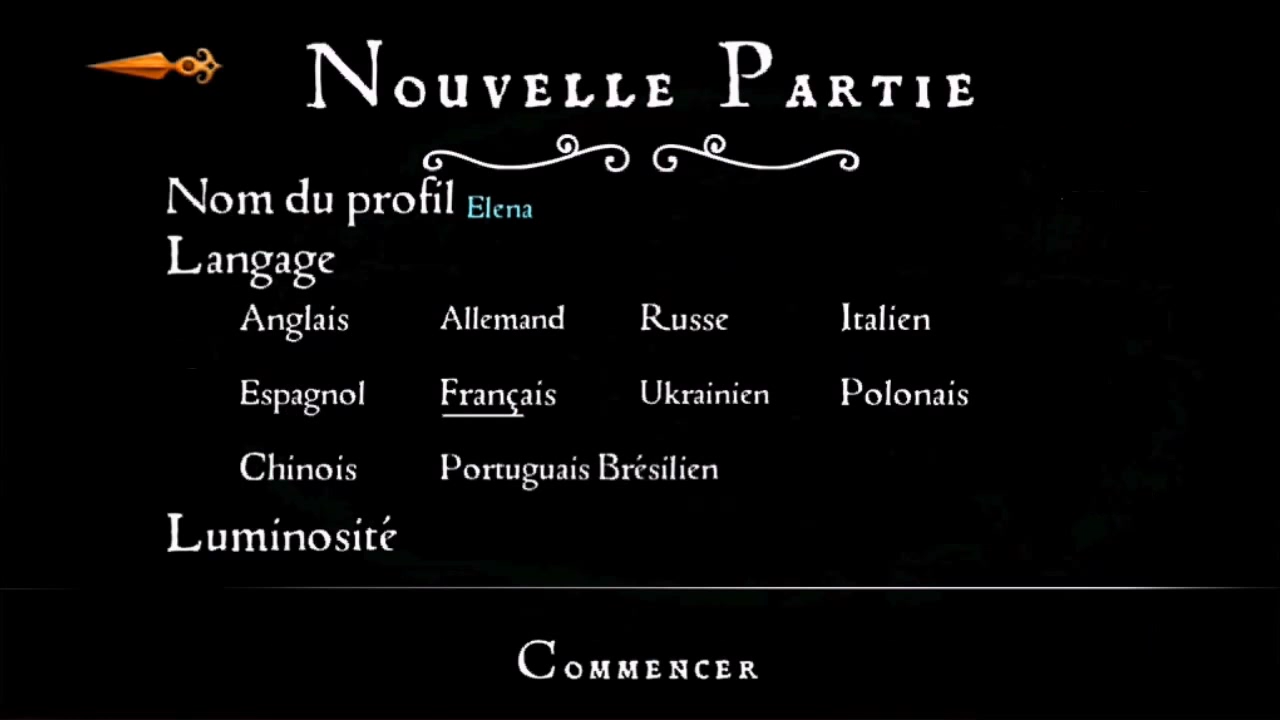 Nouvelle Partie
Nom du profil Elena
Langage
Anglais Allemand Russe Italien
Espagnol Français Ukrainien Polonais
Chinois Portuguais Brésilien
Luminosité
Commencer